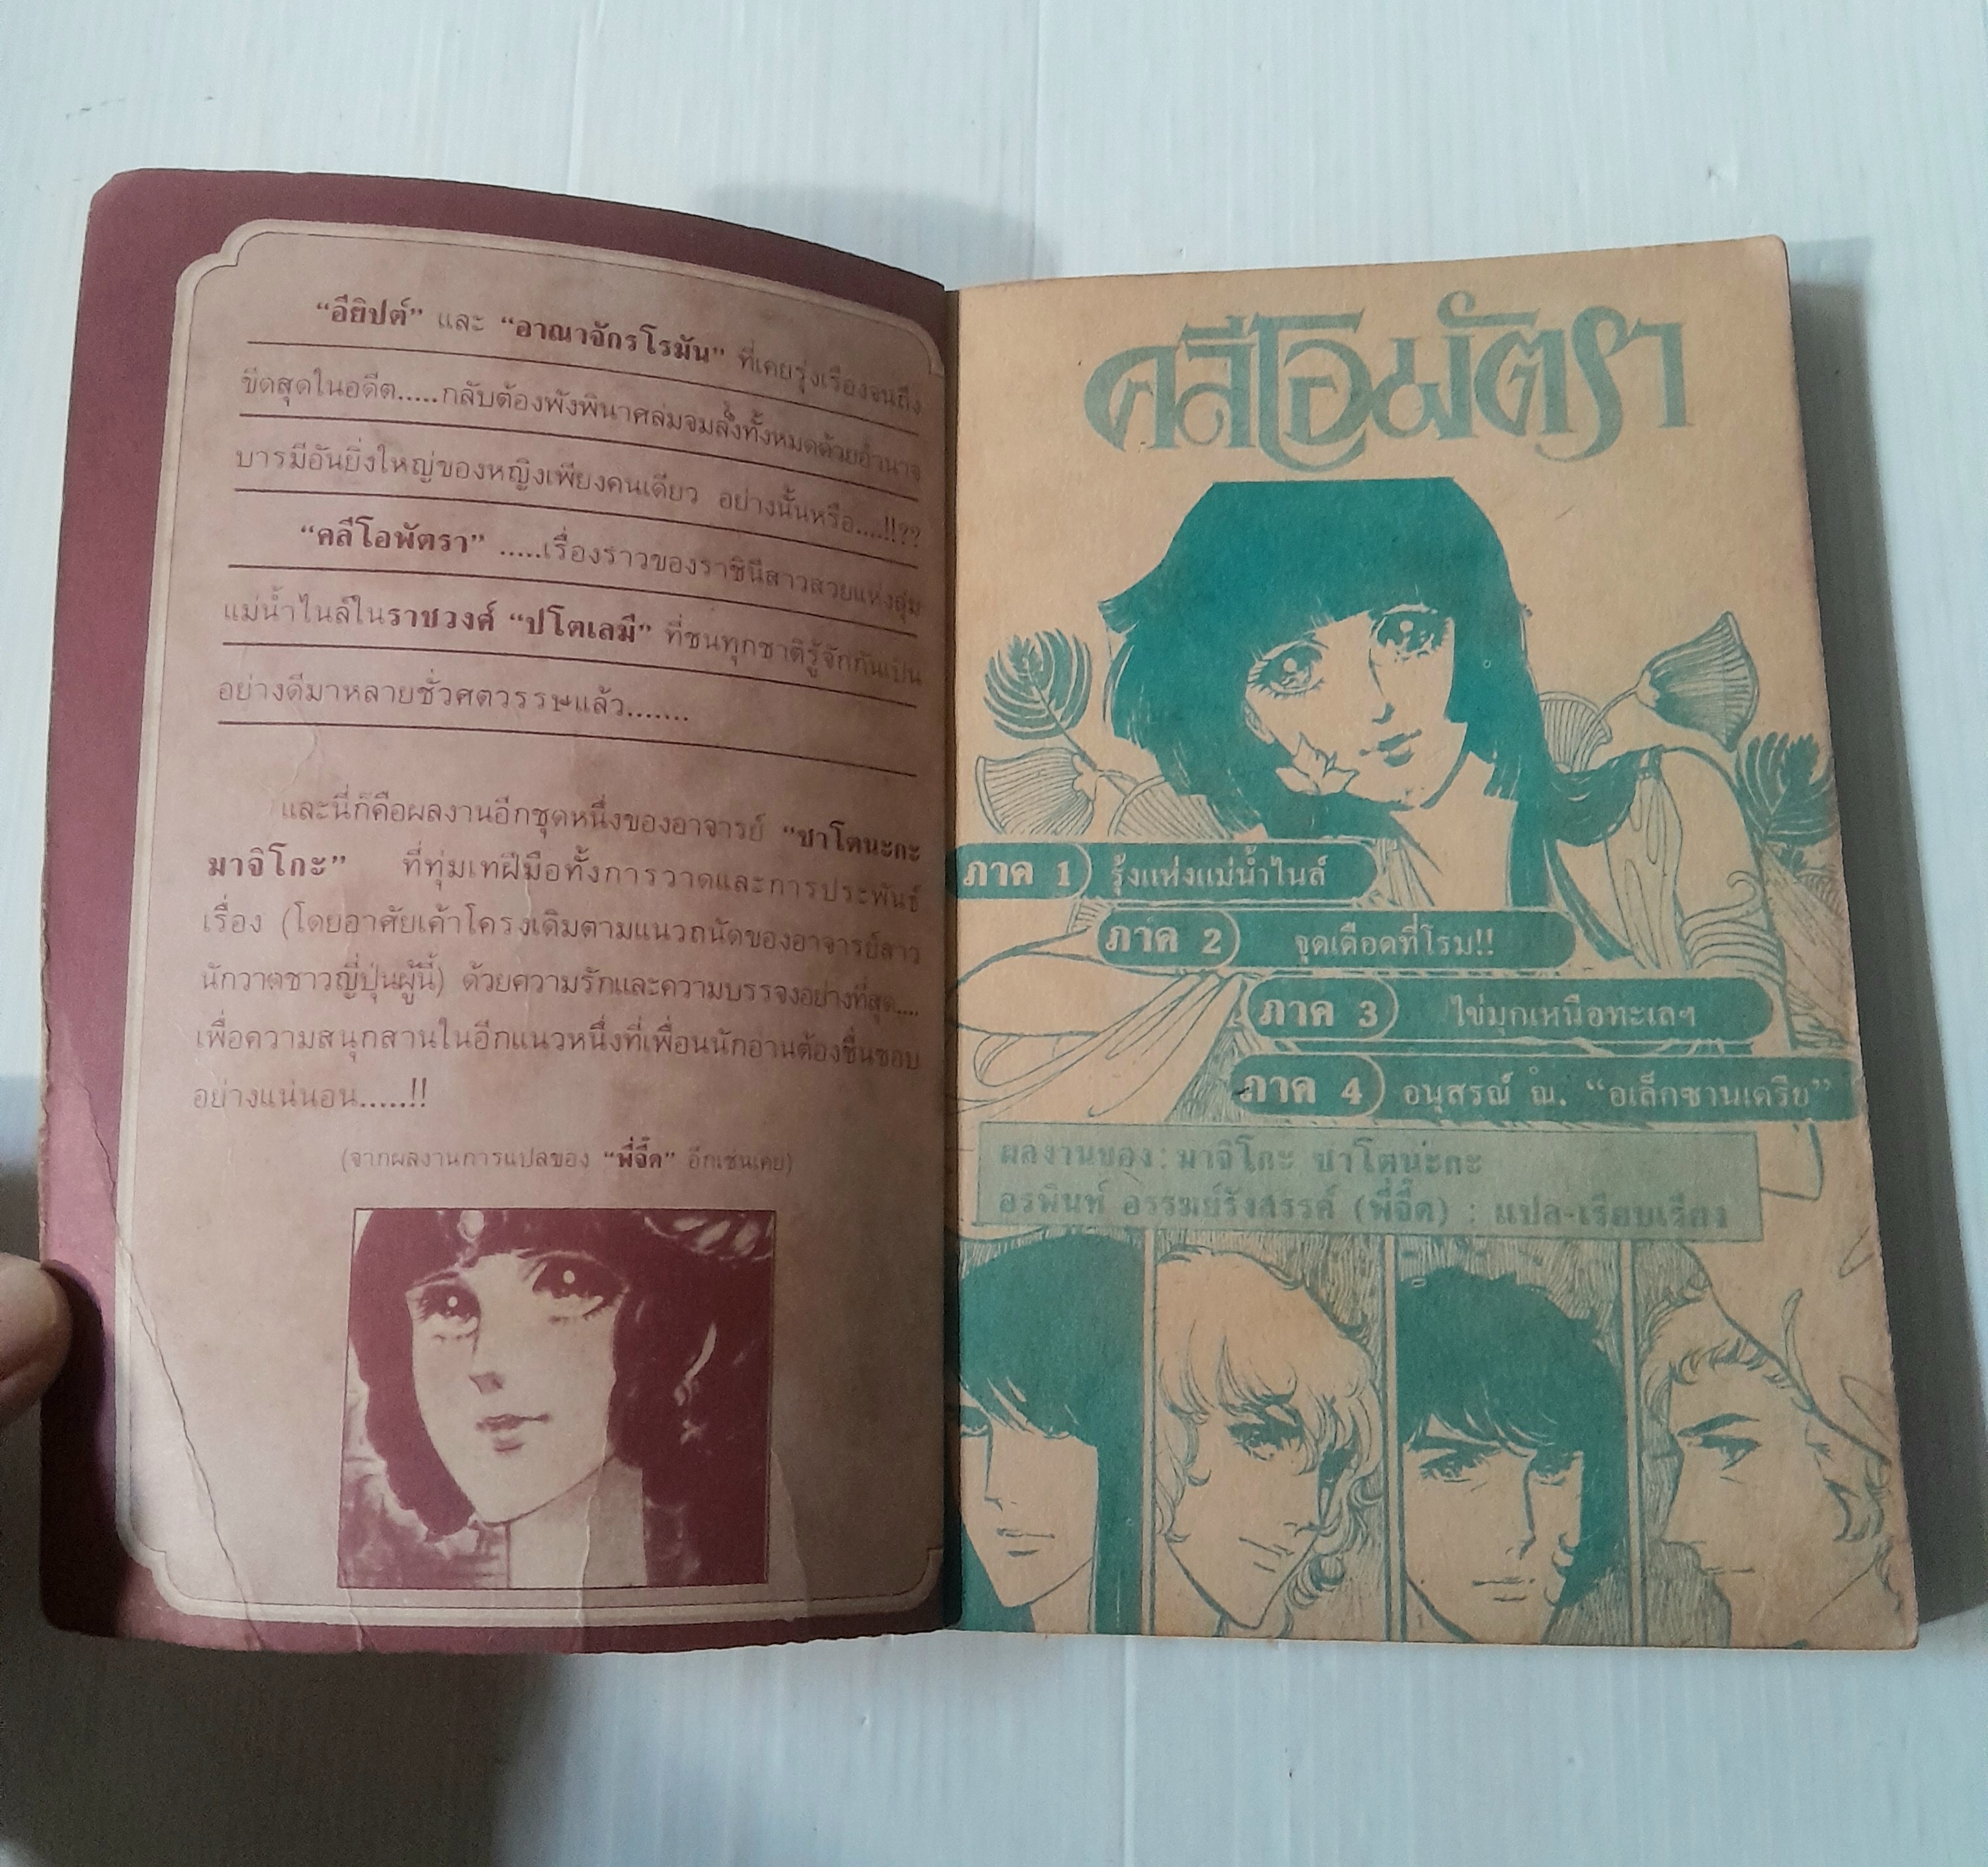 “อียิปต์” และ “อาณาจักรโรมัน” ที่เคยรุ่งเรืองจนถึง
ขีดสุดในอดีต.....กลับต้องพังพินาศล่มจมลงทั้งหมดด้วยอำนาจ
บารมีอันยิ่งใหญ่ของหญิงเพียงคนเดียว อย่างนั้นหรือ....!!??
“คลีโอพัตรา” .....เรื่องราวของราชินีสาวสวยแห่งลุ่ม
แม่น้ำไนล์ในราชวงศ์ “ปโตเลมี” ที่ชนทุกชาติรู้จักกันเป็น
อย่างดีมาหลายชั่วศตวรรษแล้ว.......
และนี่ก็คือผลงานอีกชุดหนึ่งของอาจารย์ “ซาโตนะกะ
มาจิโกะ” ที่ทุ่มเทฝีมือทั้งการวาดและการประพันธ์
เรื่อง (โดยอาศัยเค้าโครงเดิมตามแนวถนัดของอาจารย์สาว
นักวาดชาวญี่ปุ่นผู้นี้) ด้วยความรักและความบรรจงอย่างที่สุด....
เพื่อความสนุกสานในอีกแนวหนึ่งที่เพื่อนนักอ่านต้องชื่นชอบ
อย่างแน่นอน.....!!
(จากผลงานการแปลของ “พี่จี๊ด” อีกเช่นเคย)
คลีโอพัตรา
ภาค 1 รุ้งแห่งแม่น้ำไนล์
ภาค 2 จุดเดือดที่โรม!!
ภาค 3 ไข่มุกเหนือทะเลฯ
ภาค 4 อนุสรณ์ ณ. “อเล็กซานเดรีย”
ผลงานของ : มาจิโกะ ซาโตนะกะ
อรพินท์ อรรฆย์รังสรรค์ (พี่จี๊ด) : แปล-เรียบเรียง